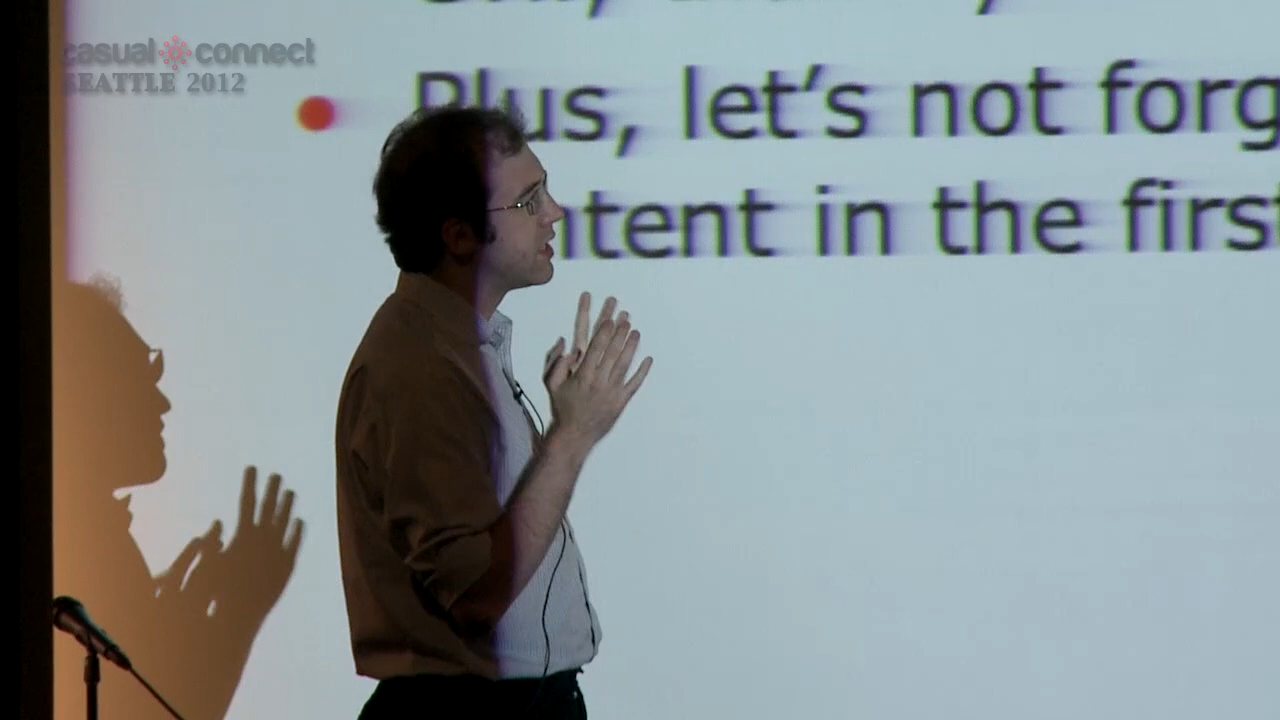 casual connect
SEATTLE 2012
Plus, let's not forg
ntent in the first